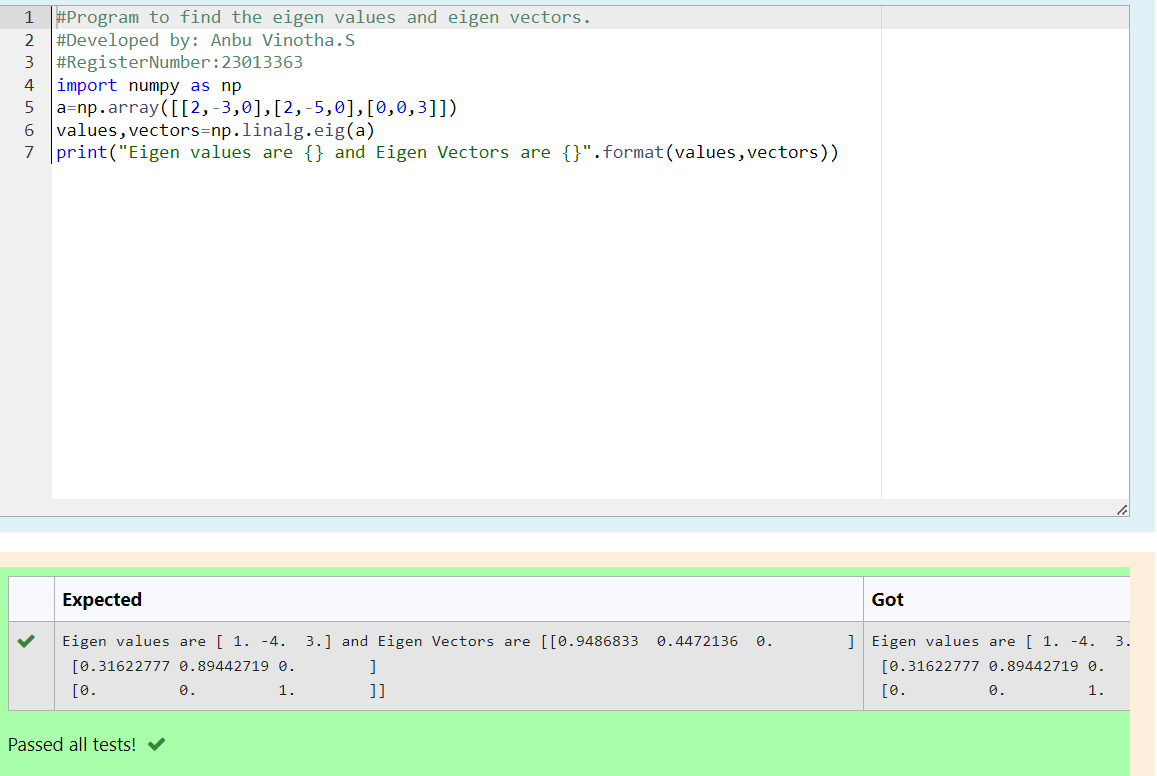 1 #Program to find the eigen values and eigen vectors.
2 #Developed by: Anbu Vinotha.S
3 #RegisterNumber:23013363
4 import numpy as np
5 a=np.array([[2,-3,0],[2,-5,0],[0,0,3]])
6 values,vectors=np.linalg.eig(a)
7 print("Eigen values are {} and Eigen Vectors are {}".format(values,vectors))
Expected Got
Eigen values are [ 1. -4.  3.] and Eigen Vectors are [[0.9486833  0.4472136  0.        ] Eigen values are [ 1. -4.  3.
[0.31622777 0.89442719 0.        ] [0.31622777 0.89442719 0.
[0.         0.         1.        ]] [0.         0.         1.
Passed all tests!